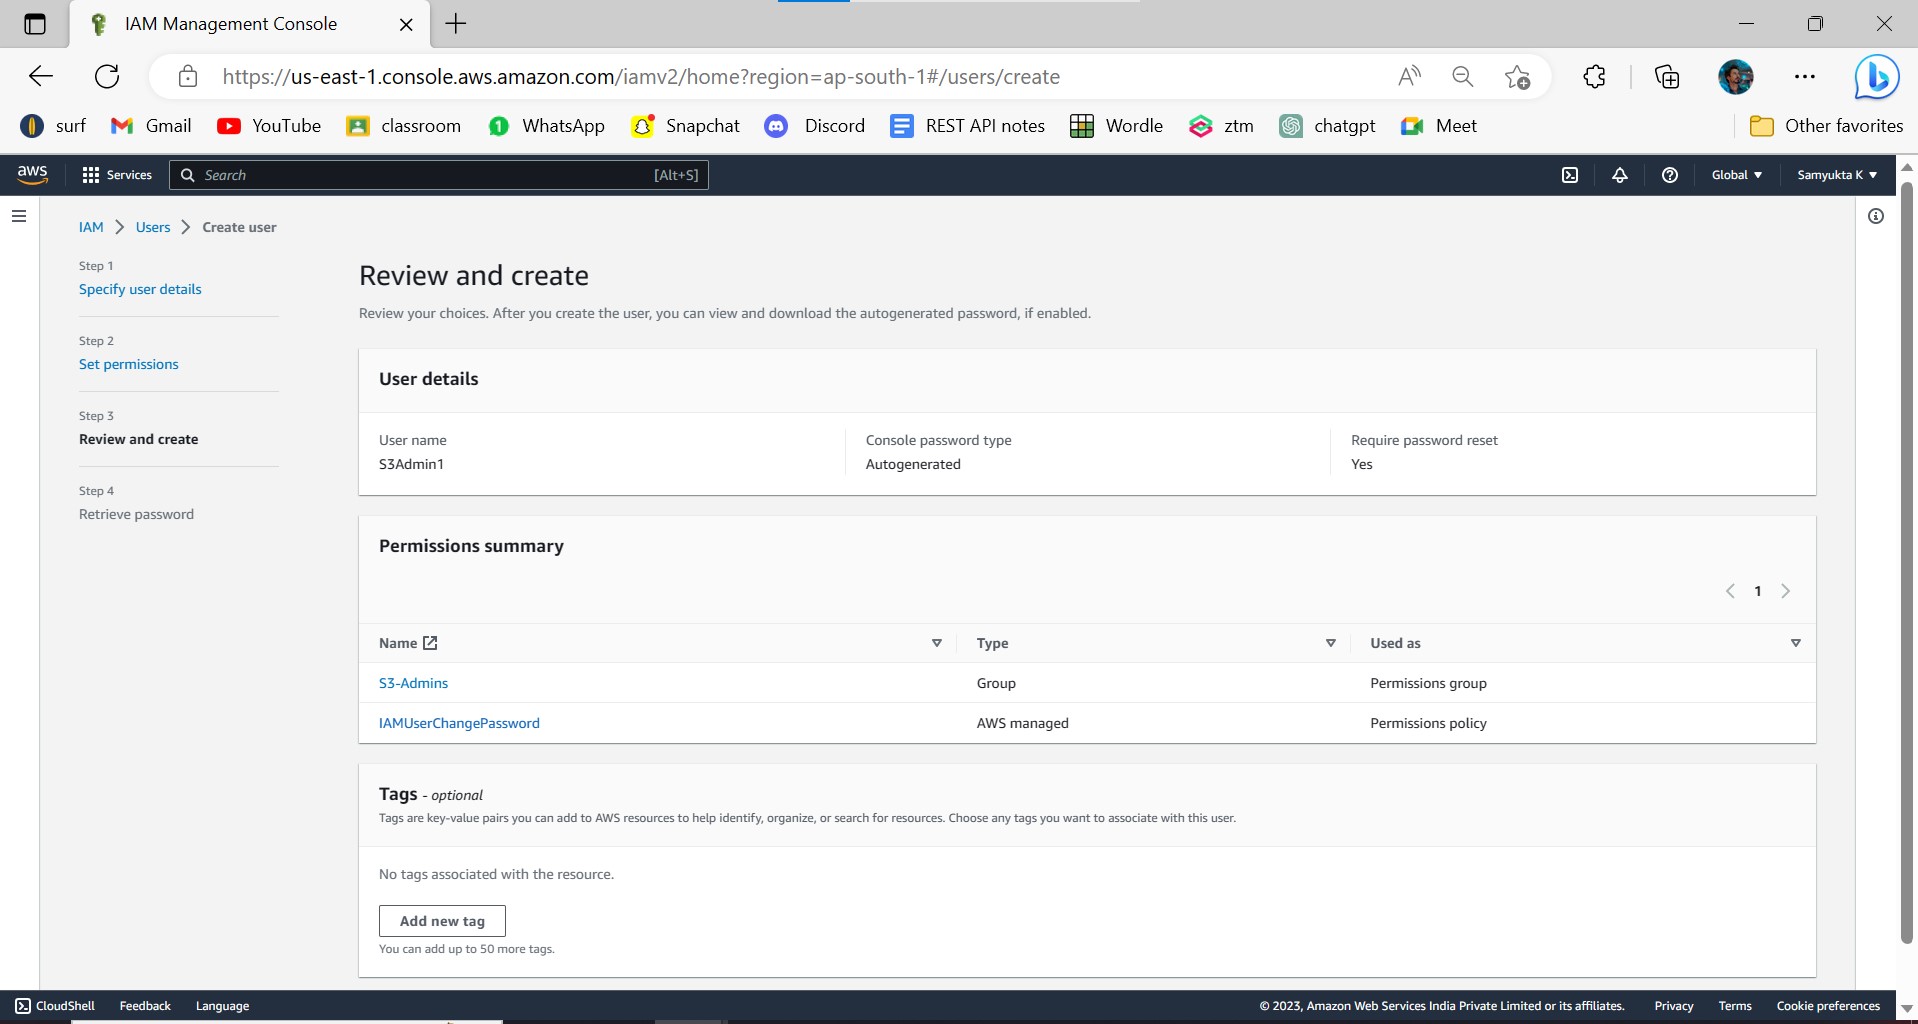 IAM Management Console
https://us-east-1.console.aws.amazon.com/iamv2/home?region=ap-south-1#/users/create
surf Gmail YouTube classroom WhatsApp Snapchat Discord REST API notes Wordle ztm chatgpt Meet Other favorites
aws Services Search [Alt+S] Global Samyukta K
IAM Users Create user
Step 1
Specify user details
Step 2
Set permissions
Step 3
Review and create
Step 4
Retrieve password
Review and create
Review your choices. After you create the user, you can view and download the autogenerated password, if enabled.
User details
User name Console password type Require password reset
S3Admin1 Autogenerated Yes
Permissions summary
1
Name Type Used as
S3-Admins Group Permissions group
IAMUserChangePassword AWS managed Permissions policy
Tags - optional
Tags are key-value pairs you can add to AWS resources to help identify, organize, or search for resources. Choose any tags you want to associate with this user.
No tags associated with the resource.
Add new tag
You can add up to 50 more tags.
CloudShell Feedback Language © 2023, Amazon Web Services India Private Limited or its affiliates. Privacy Terms Cookie preferences